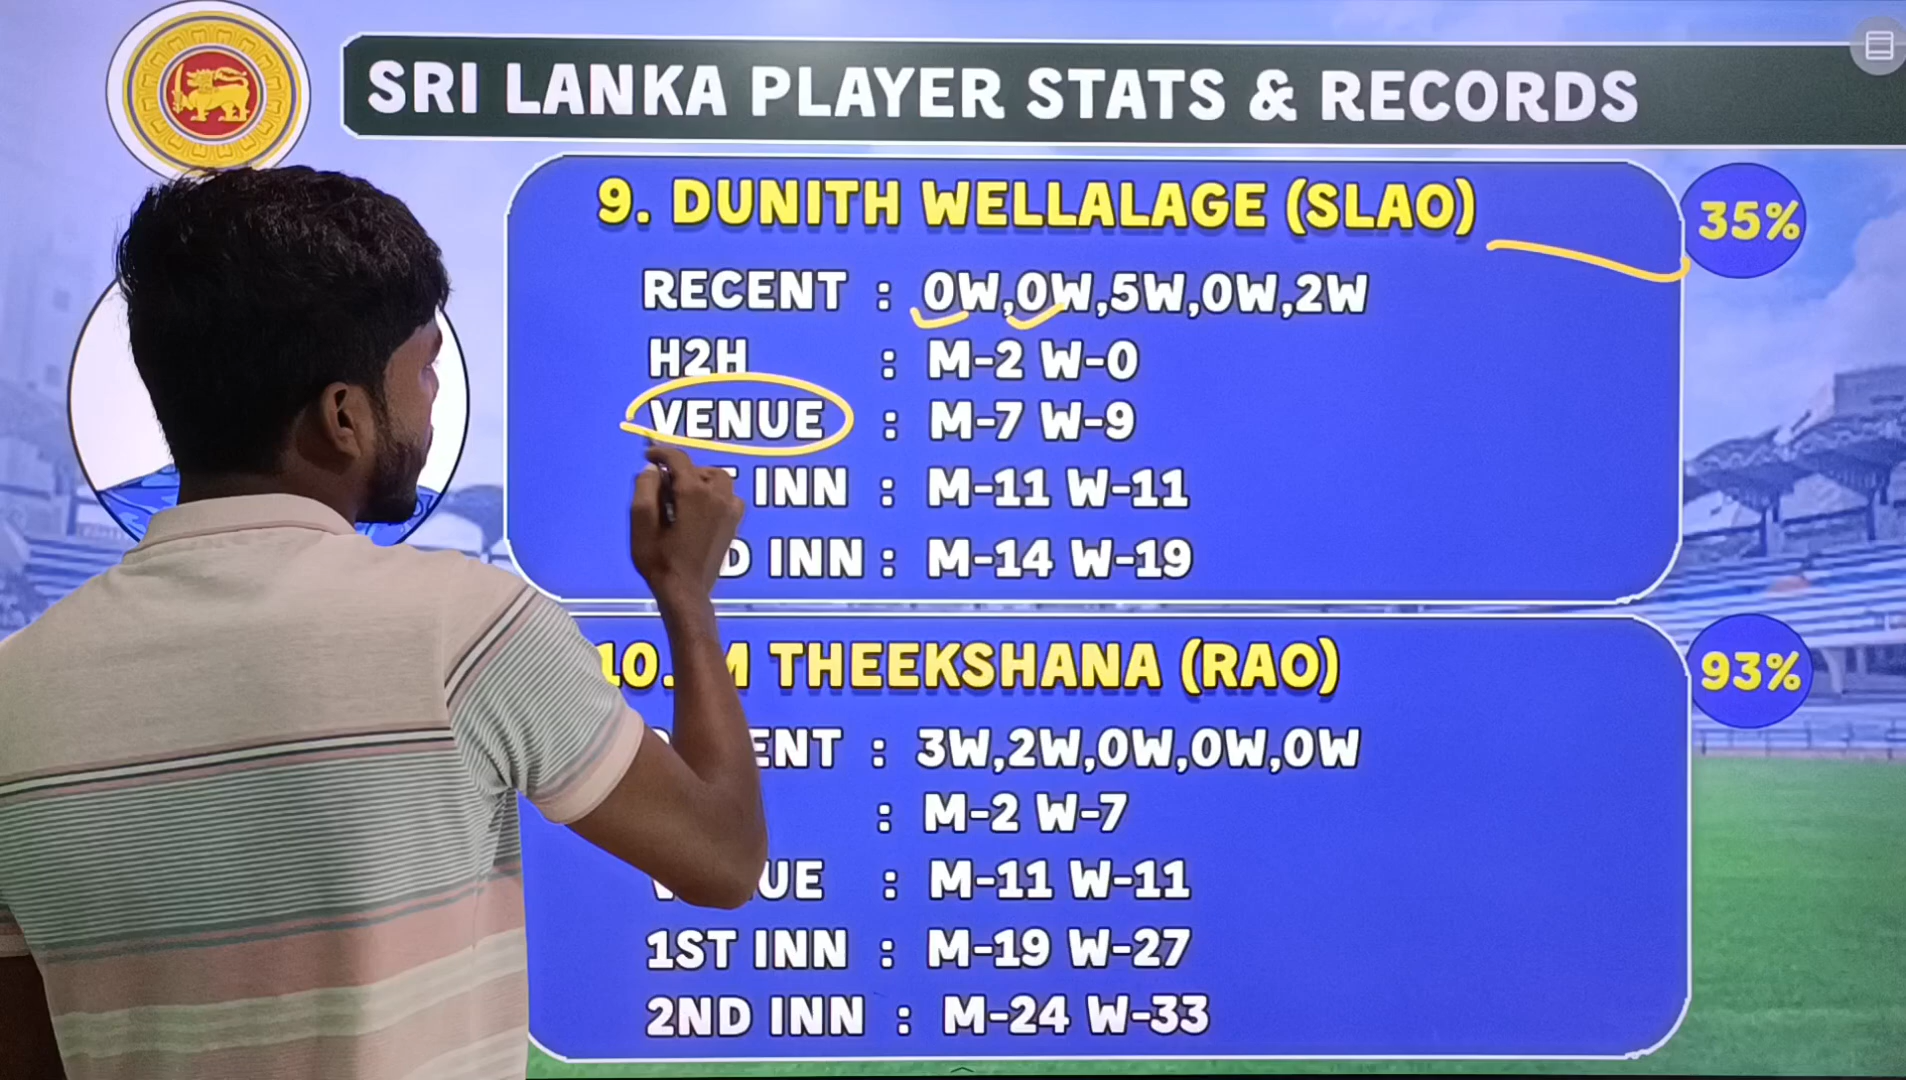 SRI LANKA PLAYER STATS & RECORDS
9. DUNITH WELLALAGE (SLAO)
35%
RECENT : 0W,0W,5W,0W,2W
H2H : M-2 W-0
VENUE : M-7 W-9
INN : M-11 W-11
INN : M-14 W-19
10. THEEKSHANA (RAO)
93%
: 3W,2W,0W,0W,0W
: M-2 W-7
: M-11 W-11
1ST INN : M-19 W-27
2ND INN : M-24 W-33